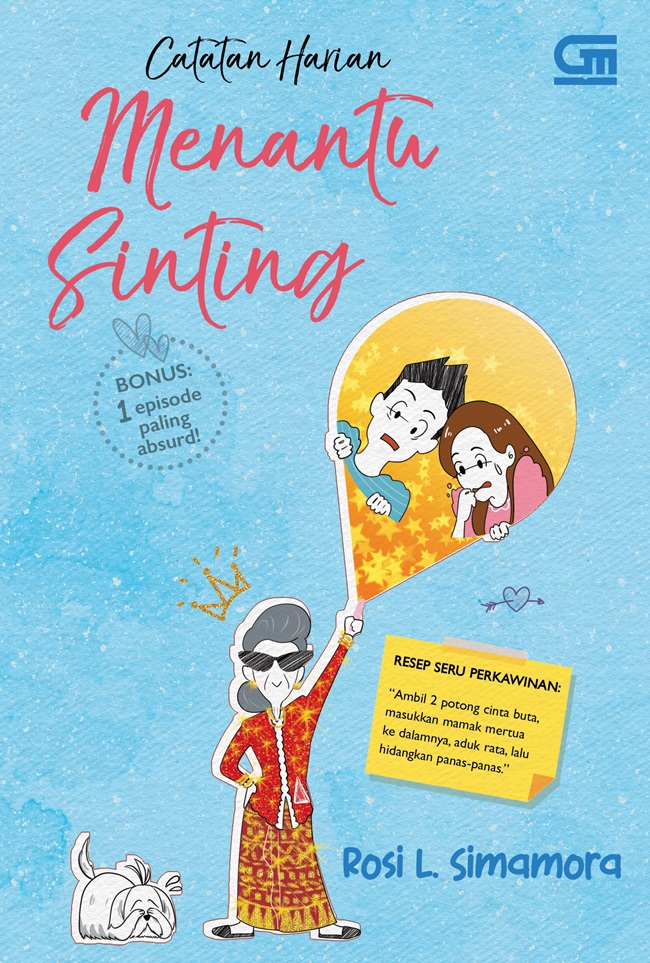 Catatan Harian
GM
Menantu
Sinting
BONUS:
1 episode
paling
absurd!
RESEP SERU PERKAWINAN:
"Ambil 2 potong cinta buta,
masukkan mamak mertua
ke dalamnya, aduk rata, lalu
hidangkan panas-panas."
Rosi L. Simamora